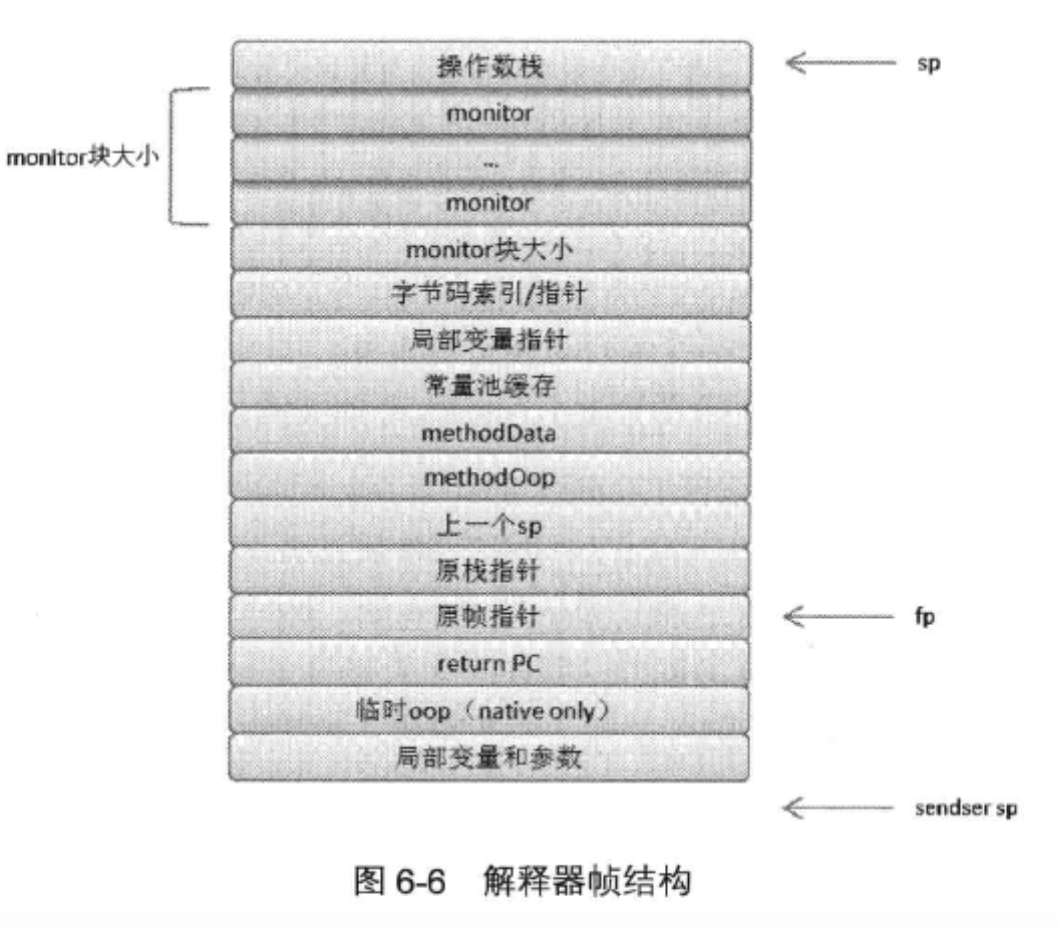 操作数栈
sp
monitor
monitor块大小
...
monitor
monitor块大小
字节码索引/指针
局部变量指针
常量池缓存
methodData
methodOop
上一个sp
原栈指针
原帧指针
fp
return PC
临时oop（native only）
局部变量和参数
sendser sp
图 6-6 解释器帧结构